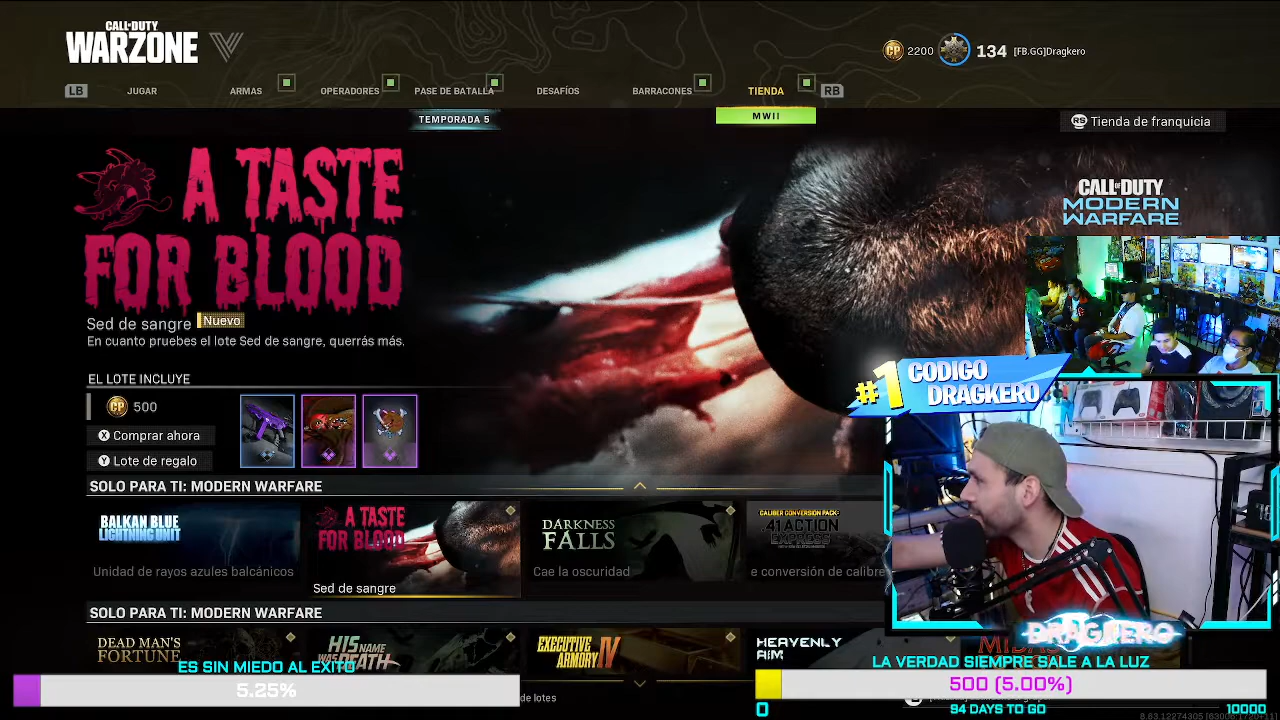 CALL OF DUTY
WARZONE
CP 2200
134 [FB.GG]Dragkero
LB
JUGAR
ARMAS
OPERADORES
PASE DE BATALLA
DESAFÍOS
BARRACONES
TIENDA
RB
TEMPORADA 5
MWII
RS Tienda de franquicia
A TASTE
FOR BLOOD
CALL OF DUTY
MODERN
WARFARE
Sed de sangre Nuevo
En cuanto pruebes el lote Sed de sangre, querrás más.
EL LOTE INCLUYE
CP 500
X Comprar ahora
Y Lote de regalo
#1 CODIGO
DRAGKERO
SOLO PARA TI: MODERN WARFARE
BALKAN BLUE
LIGHTNING UNIT
Unidad de rayos azules balcánicos
A TASTE
FOR BLOOD
Sed de sangre
DARKNESS
FALLS
Cae la oscuridad
CALIBER CONVERSION PACK:
.41 ACTION
EXPRESS
e conversión de calibre
SOLO PARA TI: MODERN WARFARE
DEAD MAN'S
FORTUNE
HIS NAME
WAS DEATH
EXECUTIVE
ARMORY IV
HEAVENLY
AIM
MIDAS
DRAGKERO
ES SIN MIEDO AL EXITO
5.25%
de lotes
LA VERDAD SIEMPRE SALE A LA LUZ
500 (5.00%)
0
94 DAYS TO GO
10000